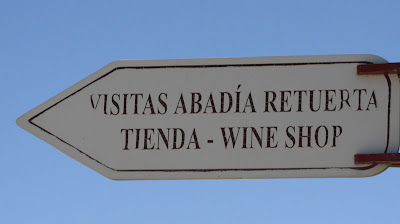 VISITAS ABADÍA RETUERTA
TIENDA - WINE SHOP